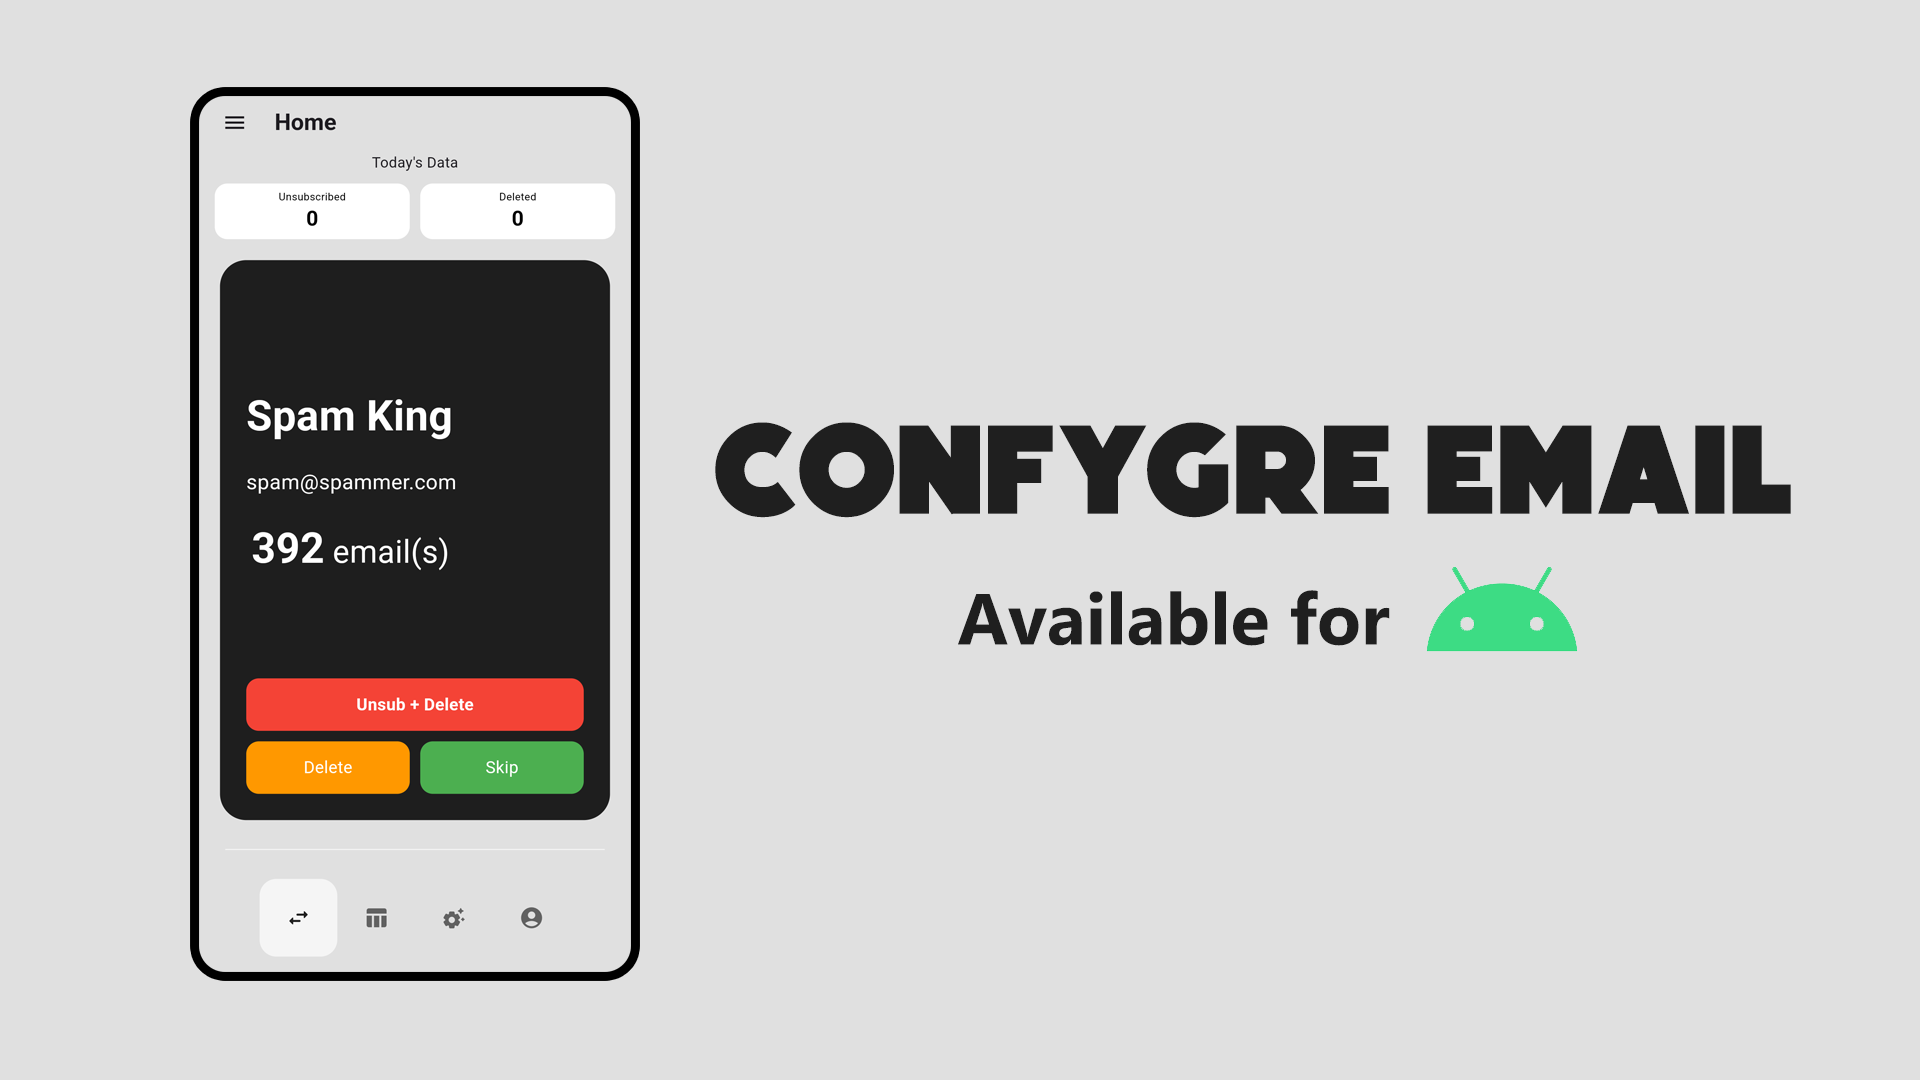 Home
Today's Data
Unsubscribed
0
Deleted
0
Spam King
spam@spammer.com
392 email(s)
Unsub + Delete
Delete
Skip
CONFYGRE EMAIL
Available for